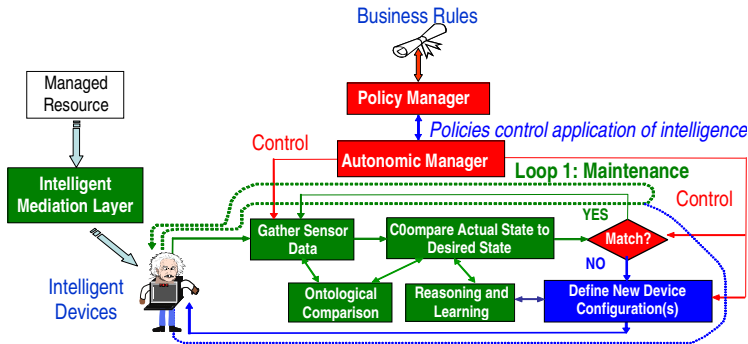 Business Rules
Managed
Resource
Policy Manager
Policies control application of intelligence
Control
Autonomic Manager
Loop 1: Maintenance
Intelligent
Mediation Layer
Control
YES
Gather Sensor
Data
C0ompare Actual State to
Desired State
Match?
NO
Intelligent
Devices
Ontological
Comparison
Reasoning and
Learning
Define New Device
Configuration(s)